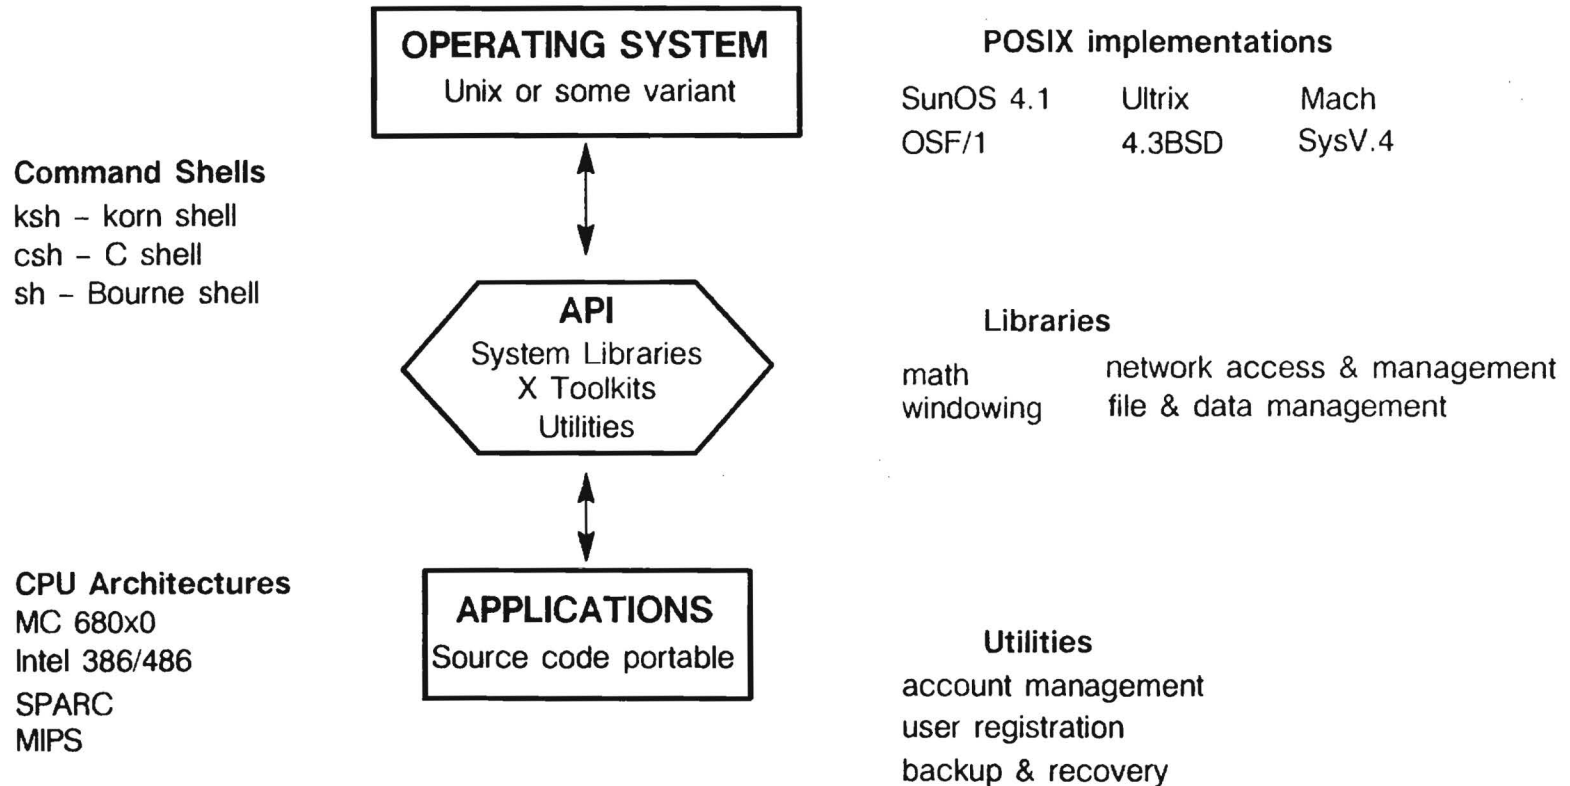 OPERATING SYSTEM
Unix or some variant
POSIX implementations
SunOS 4.1 Ultrix Mach
OSF/1 4.3BSD SysV.4
Command Shells
ksh – korn shell
csh – C shell
sh – Bourne shell
API
System Libraries
X Toolkits
Utilities
Libraries
math network access & management
windowing file & data management
CPU Architectures
MC 680x0
Intel 386/486
SPARC
MIPS
APPLICATIONS
Source code portable
Utilities
account management
user registration
backup & recovery